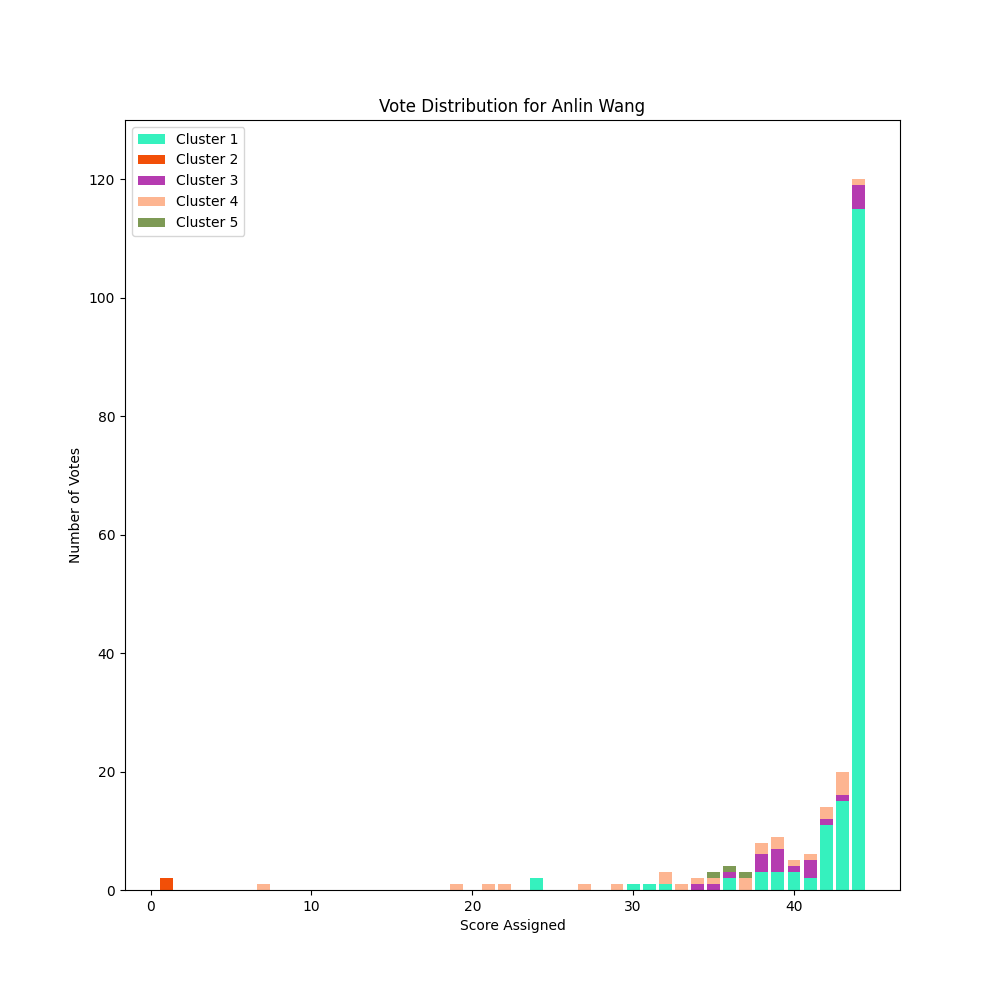 Vote Distribution for Anlin Wang
Cluster 1
Cluster 2
Cluster 3
Cluster 4
Cluster 5
Number of Votes
120
100
80
60
40
20
0
0 10 20 30 40
Score Assigned